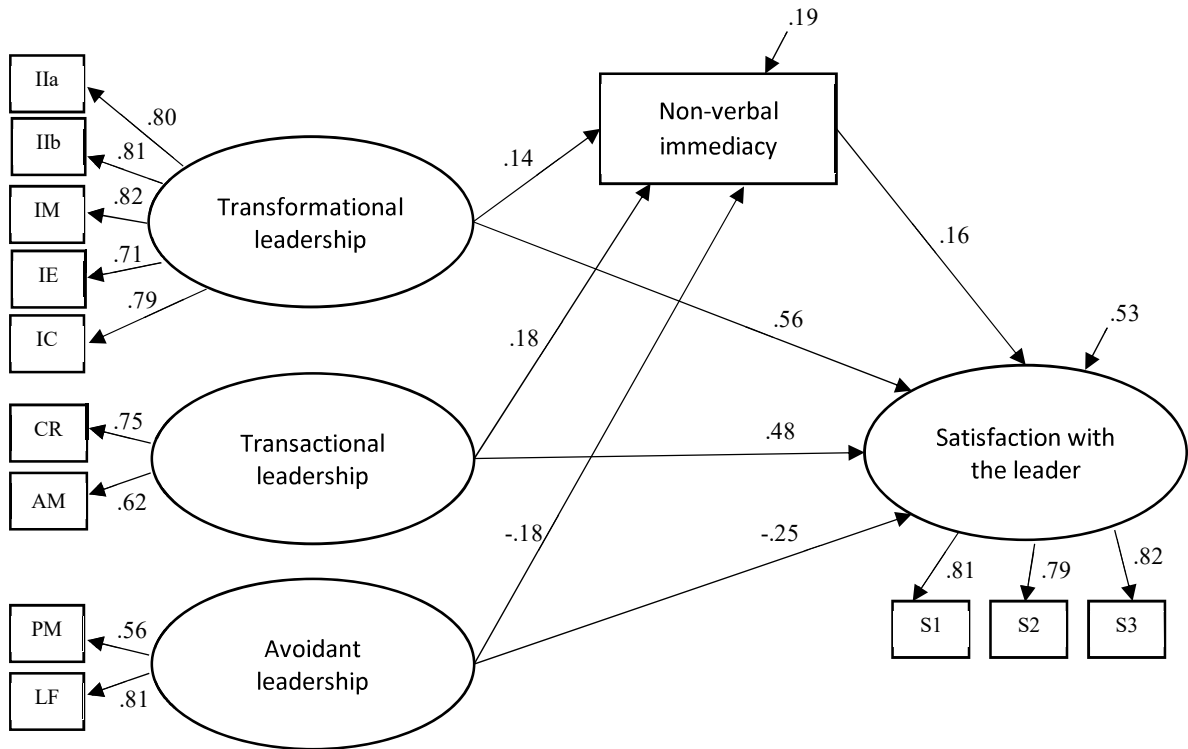 .19
IIa
.80
Non-verbal
immediacy
IIb
.81
.14
Transformational
leadership
IM
.82
.16
IE
.71
.79
.56
.53
IC
.18
CR
.75
Transactional
leadership
.48
Satisfaction with
the leader
AM
.62
-.18
-.25
.81
.79
.82
PM
.56
S1
S2
S3
Avoidant
leadership
LF
.81